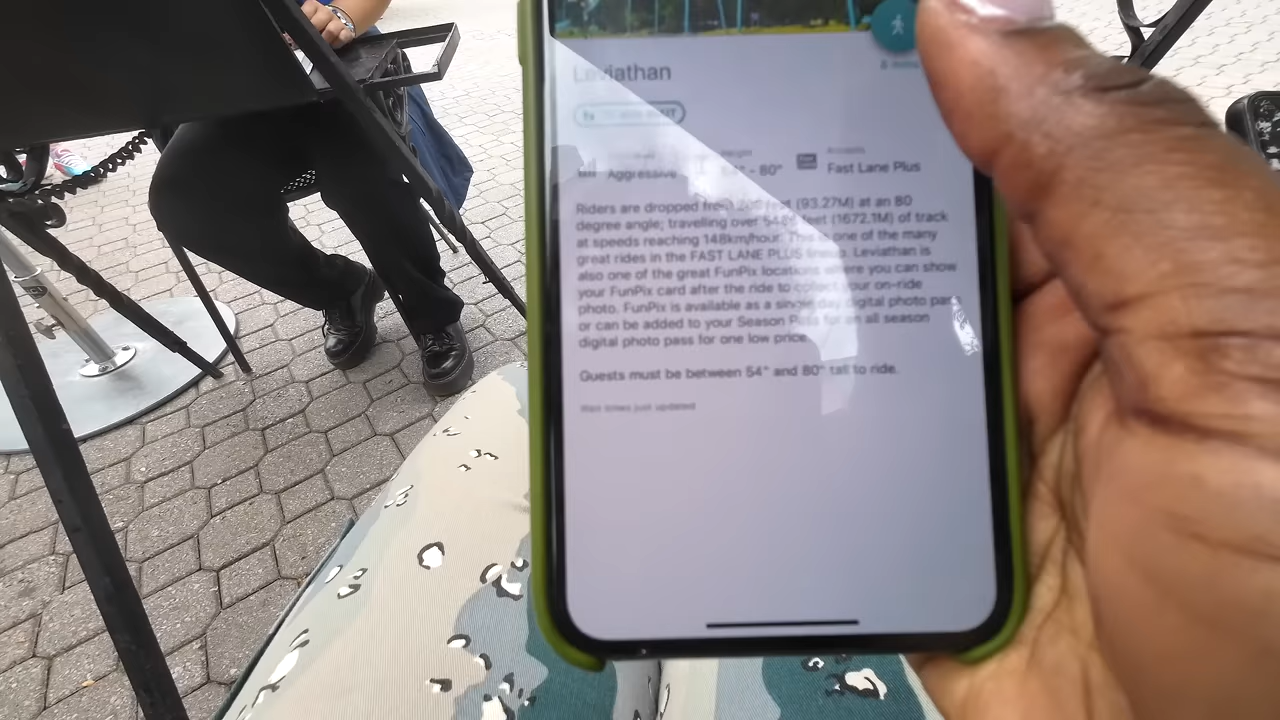 Leviathan
Aggressive - 80" Fast Lane Plus
Riders are dropped from feet (93.27M) at an 80
degree angle; travelling over feet (1672.1M) of track
at speeds reaching 148km/hour. This is one of the many
great rides in the FAST LANE PLUS lineup. Leviathan is
also one of the great FunPix locations where you can show
your FunPix card after the ride to collect your on-ride
photo. FunPix is available as a single day digital photo pass
or can be added to your Season Pass for an all season
digital photo pass for one low price.
Guests must be between 54" and 80" tall to ride.
Wait times just updated